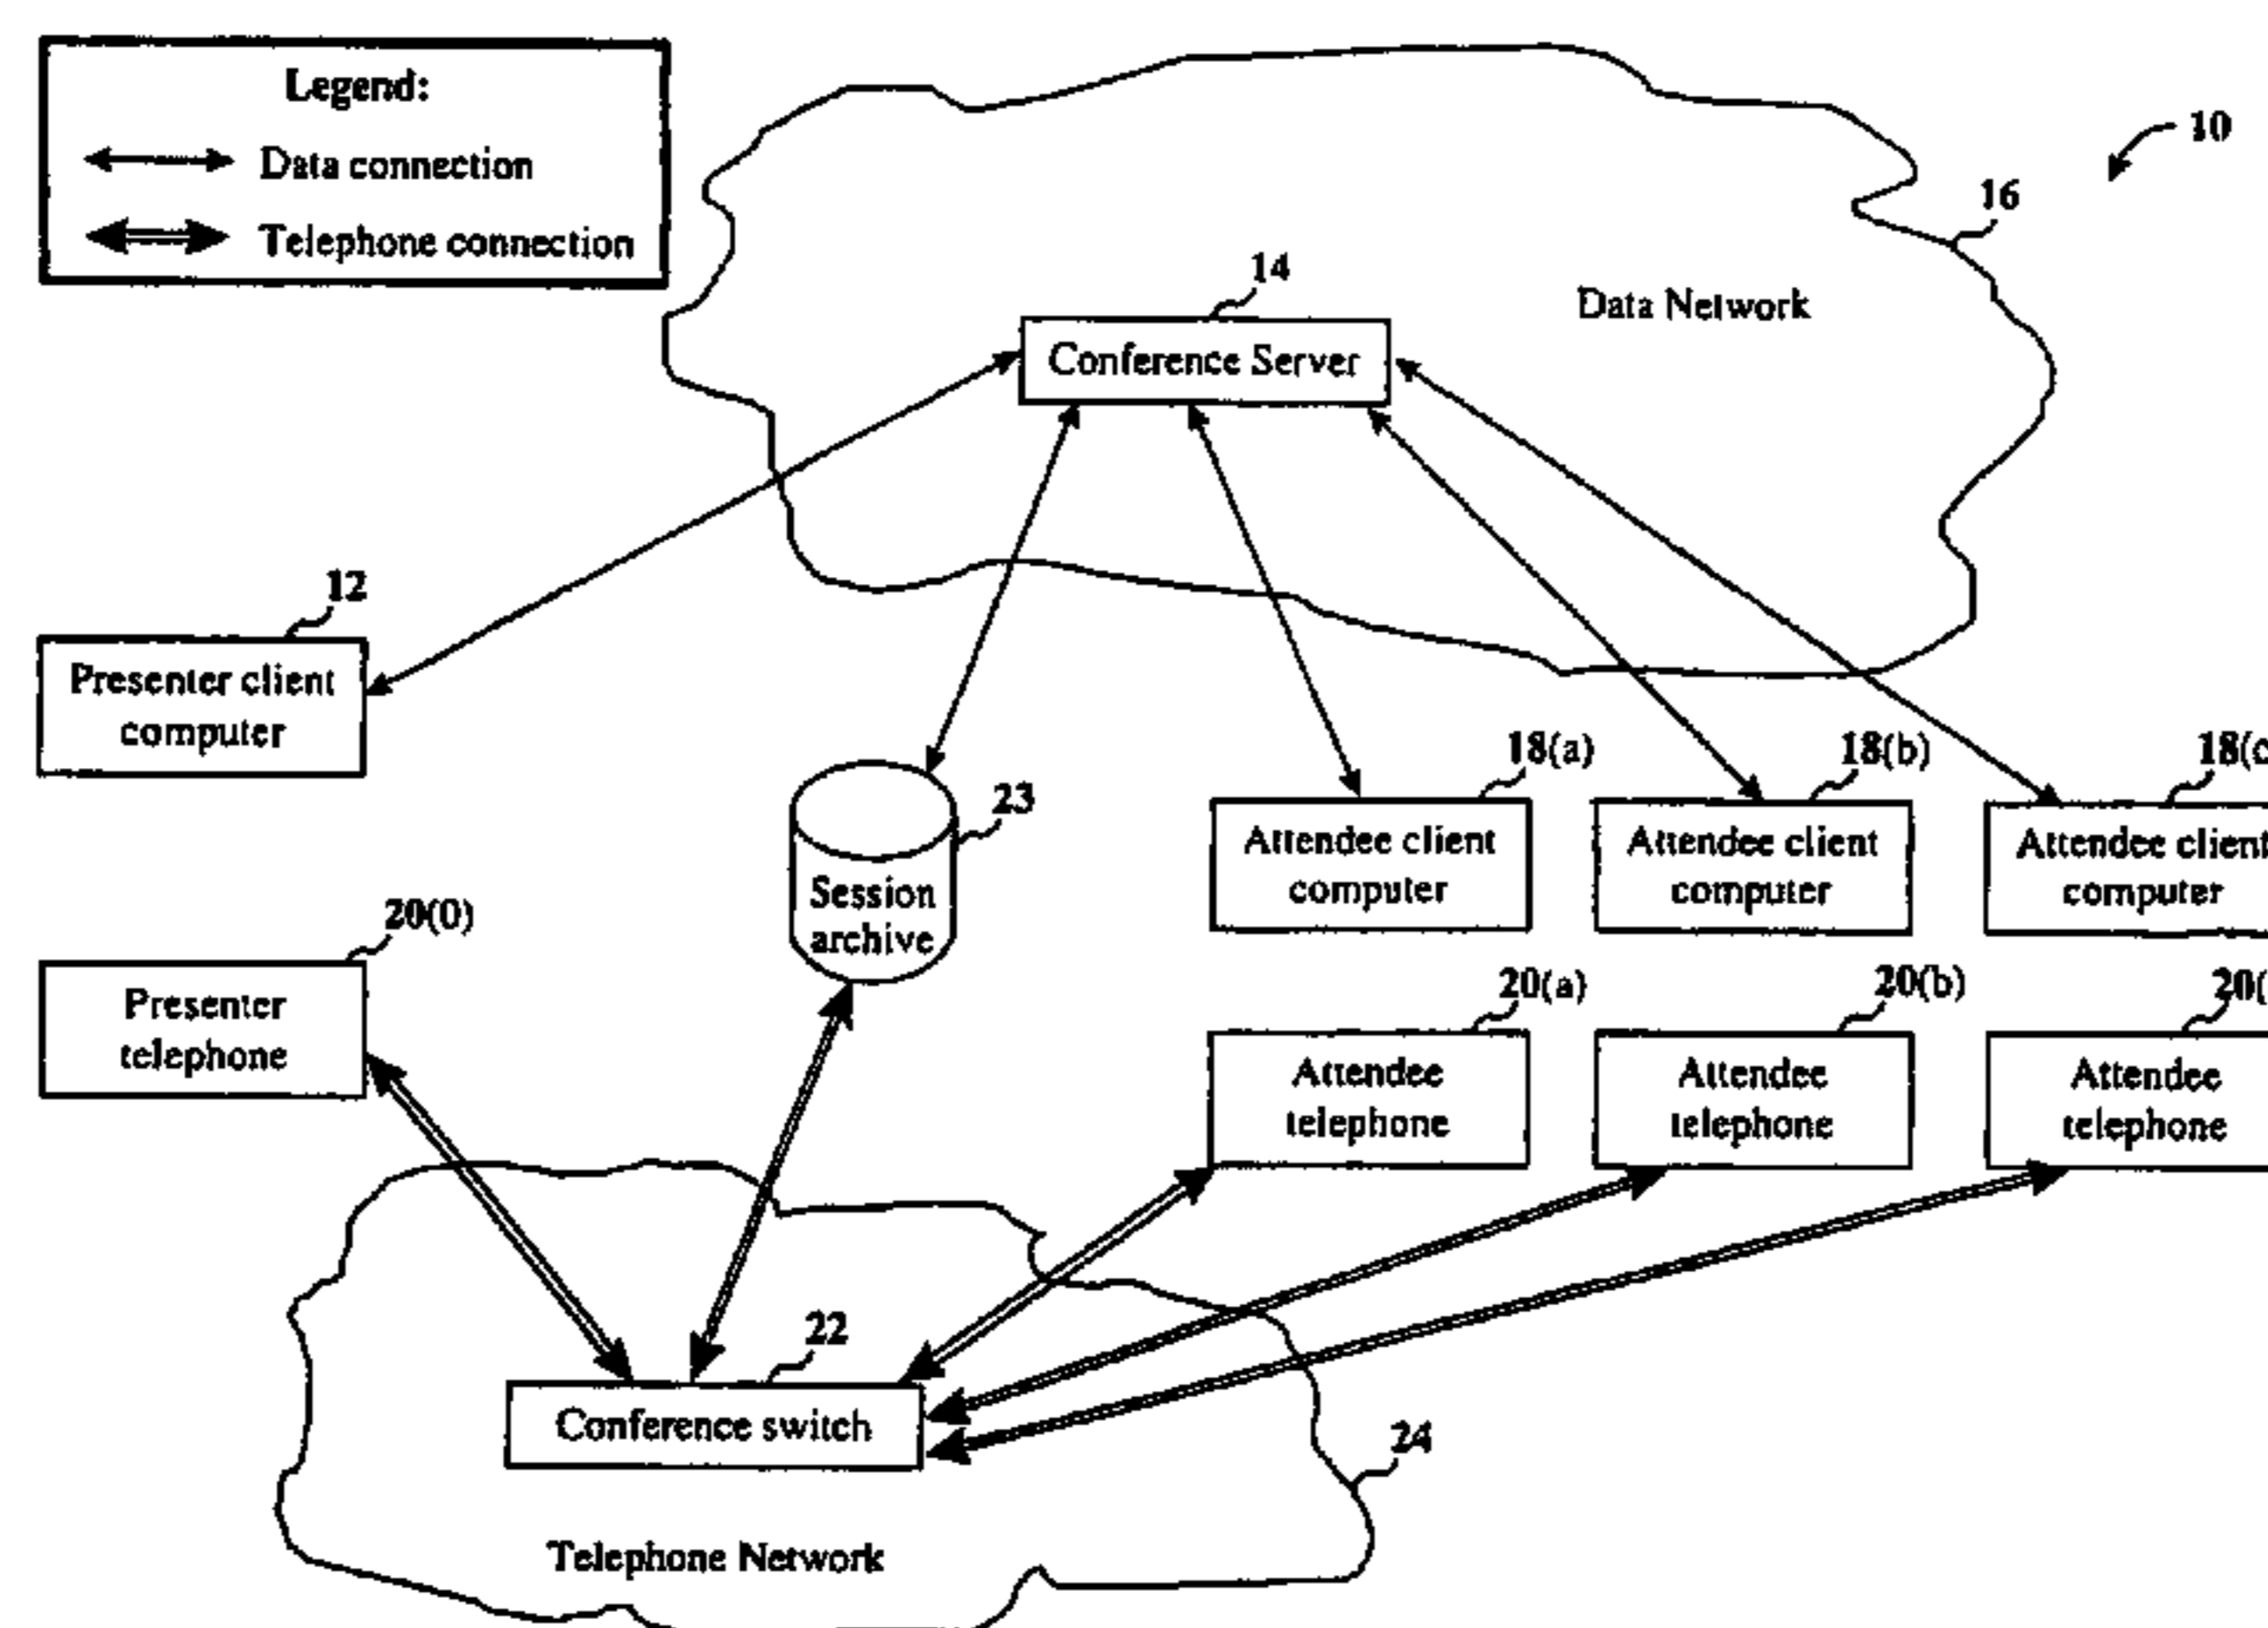 Legend:
Data connection
Telephone connection
10
16
14
Data Network
Conference Server
12
Presenter client
computer
18(a)
18(b)
18(c
23
Attendee client
computer
Attendee client
computer
Attendee client
computer
Session
archive
20(0)
Presenter
telephone
20(a)
20(b)
20(
Attendee
telephone
Attendee
telephone
Attendee
telephone
22
Conference switch
24
Telephone Network